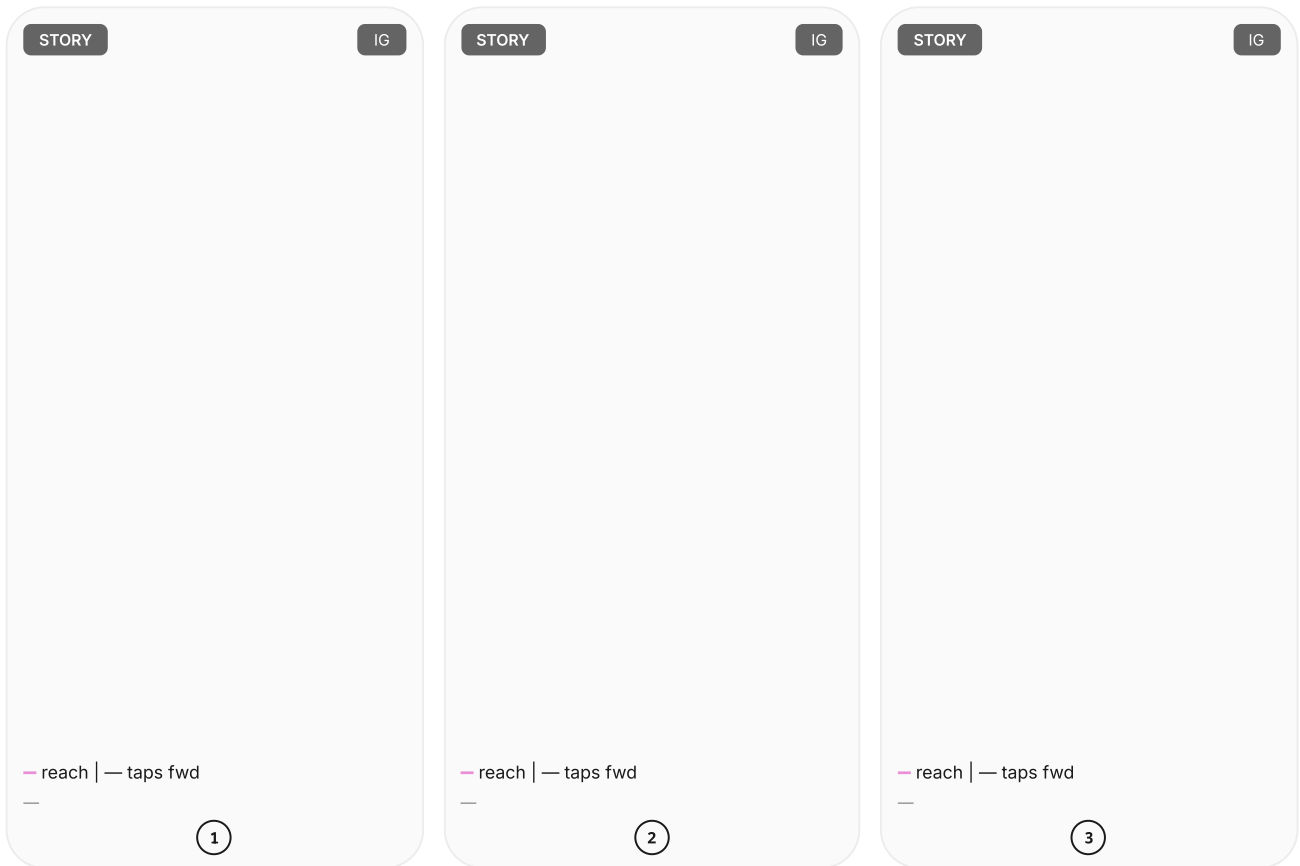 STORY IG
— reach | — taps fwd
—
1
STORY IG
— reach | — taps fwd
—
2
STORY IG
— reach | — taps fwd
—
3